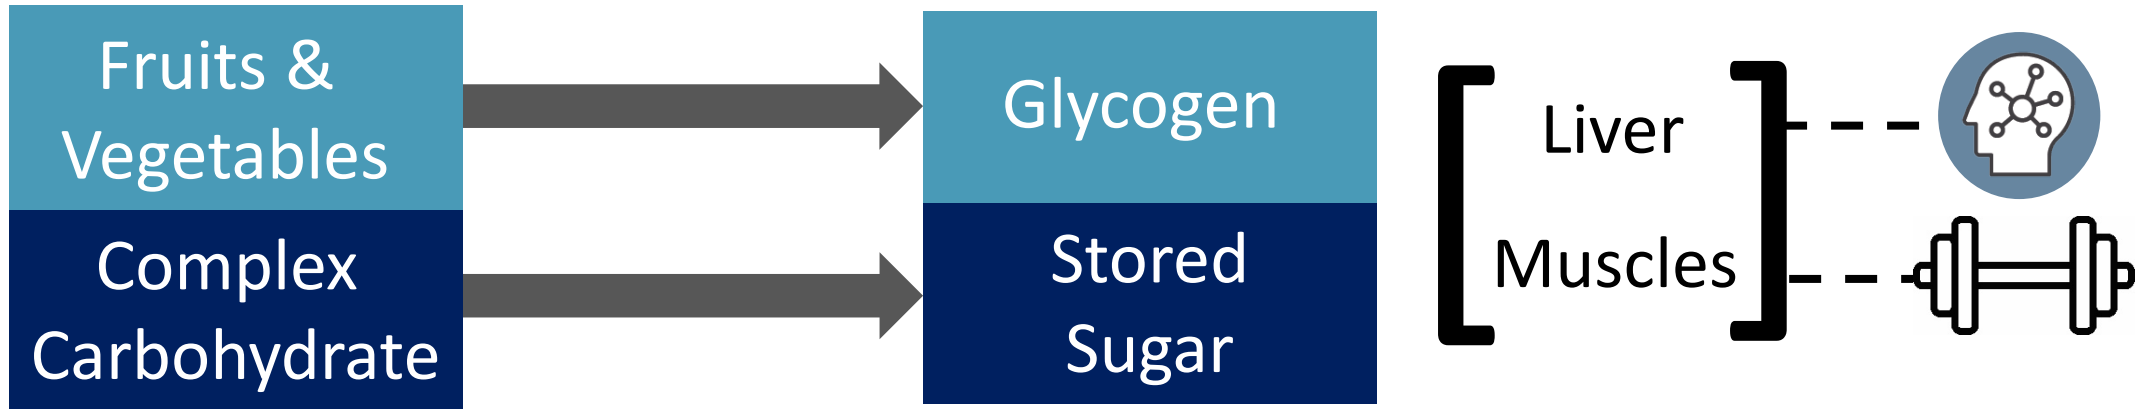 Fruits &
Vegetables
Complex
Carbohydrate
Glycogen
Stored
Sugar
Liver
Muscles